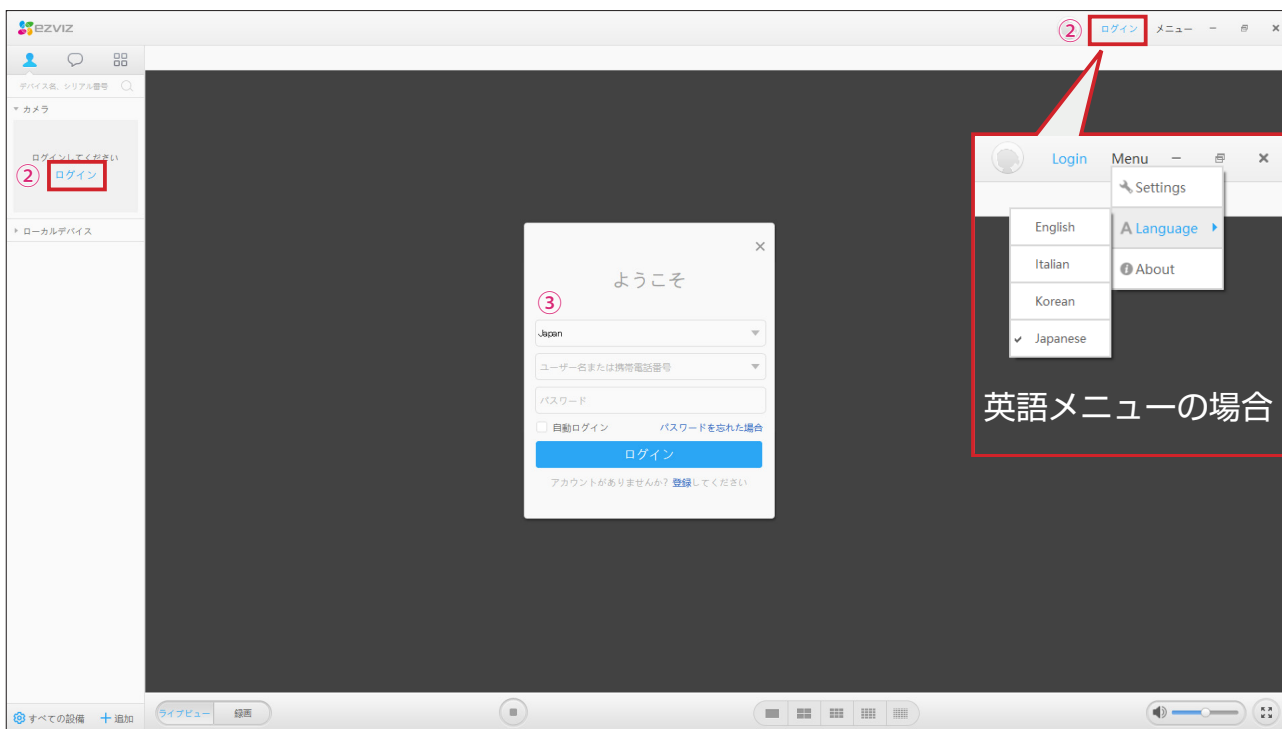 ezviz
② ログイン メニュー
デバイス名, シリアル番号
カメラ
ログインしてください
② ログイン
ローカルデバイス
Login Menu
Settings
Language
About
English
Italian
Korean
Japanese
英語メニューの場合
ようこそ
③
Japan
ユーザー名または携帯電話番号
パスワード
自動ログイン パスワードを忘れた場合
ログイン
アカウントがありませんか? 登録してください
すべての設備 追加
ライブビュー 録画